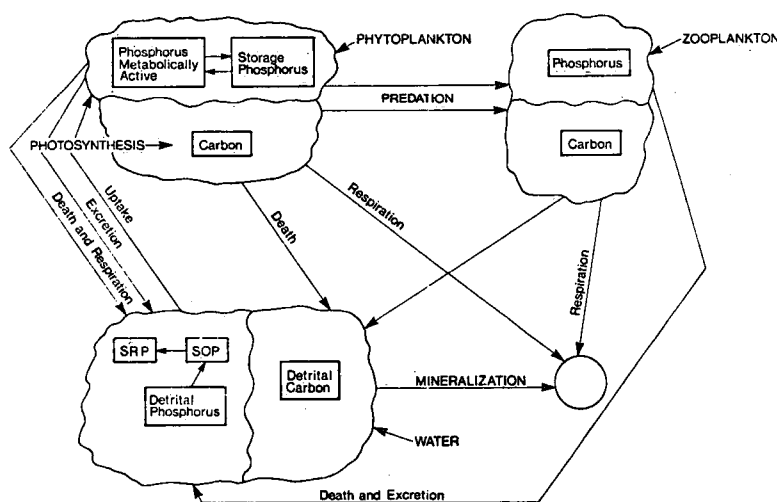 PHYTOPLANKTON
ZOOPLANKTON
Phosphorus
Metabolically
Active
Storage
Phosphorus
Phosphorus
PREDATION
PHOTOSYNTHESIS
Carbon
Carbon
Uptake
Excretion
Death and Respiration
Death
Respiration
Respiration
SRP
SOP
Detrital
Phosphorus
Detrital
Carbon
MINERALIZATION
WATER
Death and Excretion